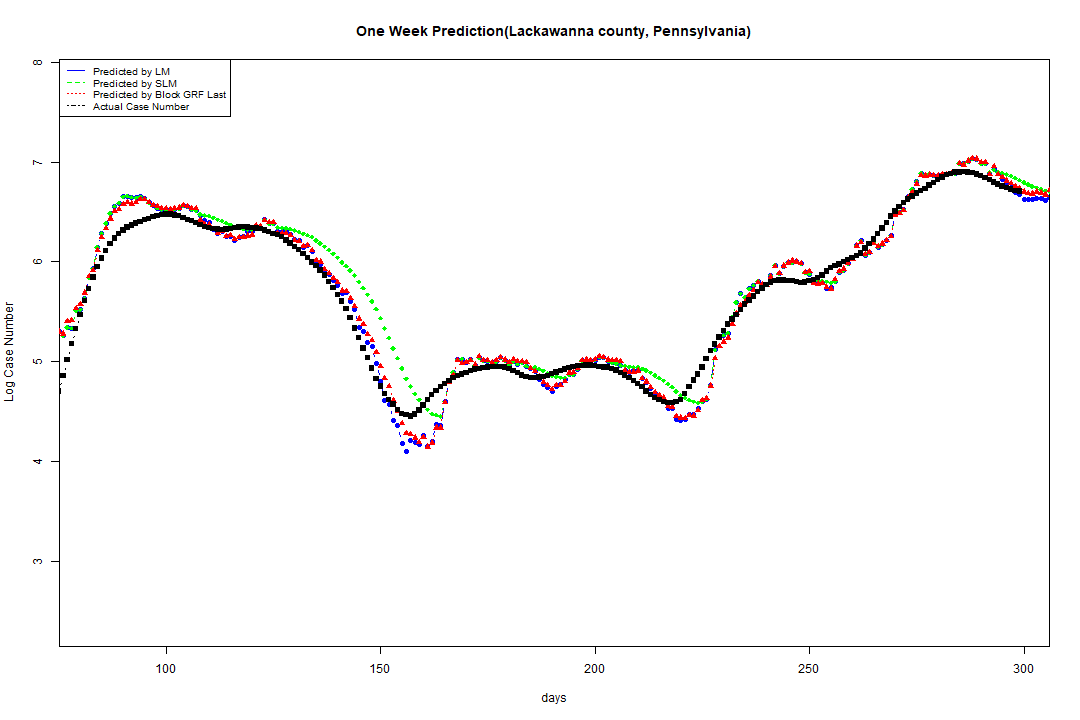 One Week Prediction(Lackawanna county, Pennsylvania)
8
Predicted by LM
Predicted by SLM
Predicted by Block GRF Last
Actual Case Number
7
6
5
4
3
Log Case Number
100 150 200 250 300
days